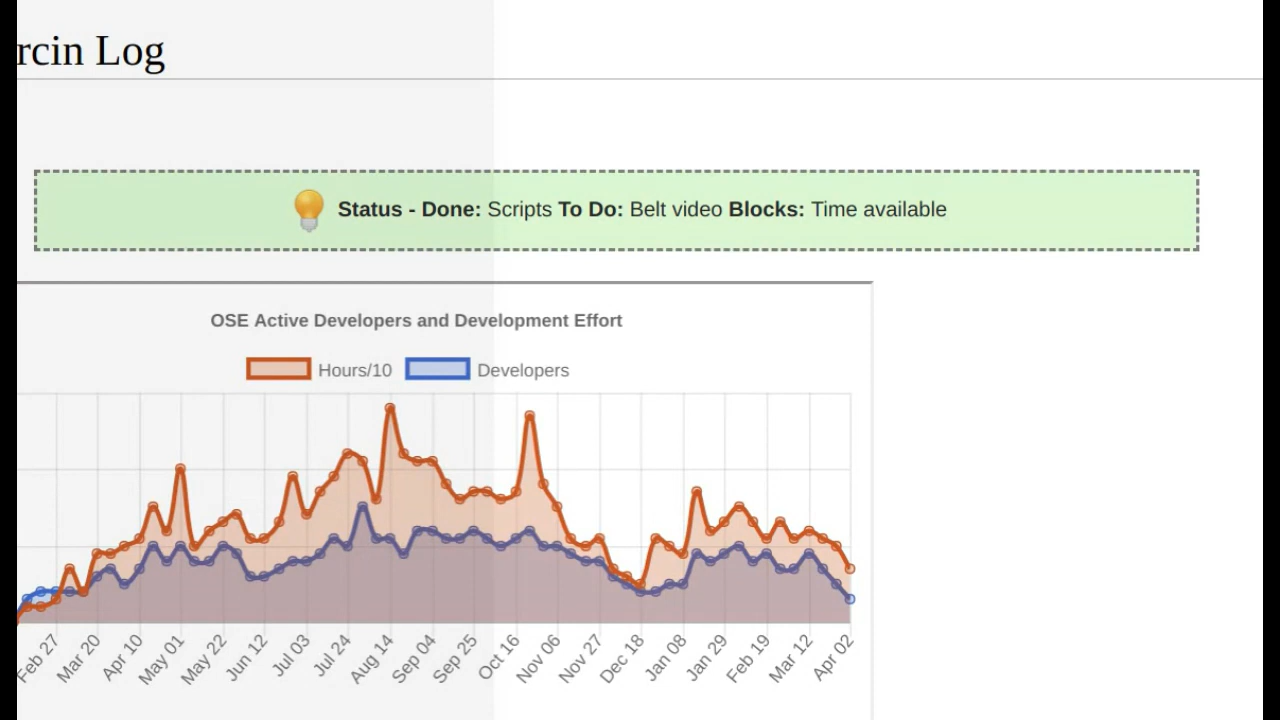 rcin Log
Status - Done: Scripts To Do: Belt video Blocks: Time available
OSE Active Developers and Development Effort
Hours/10 Developers
Feb 27 Mar 20 Apr 10 May 01 May 22 Jun 12 Jul 03 Jul 24 Aug 14 Sep 04 Sep 25 Oct 16 Nov 06 Nov 27 Dec 18 Jan 08 Jan 29 Feb 19 Mar 12 Apr 02